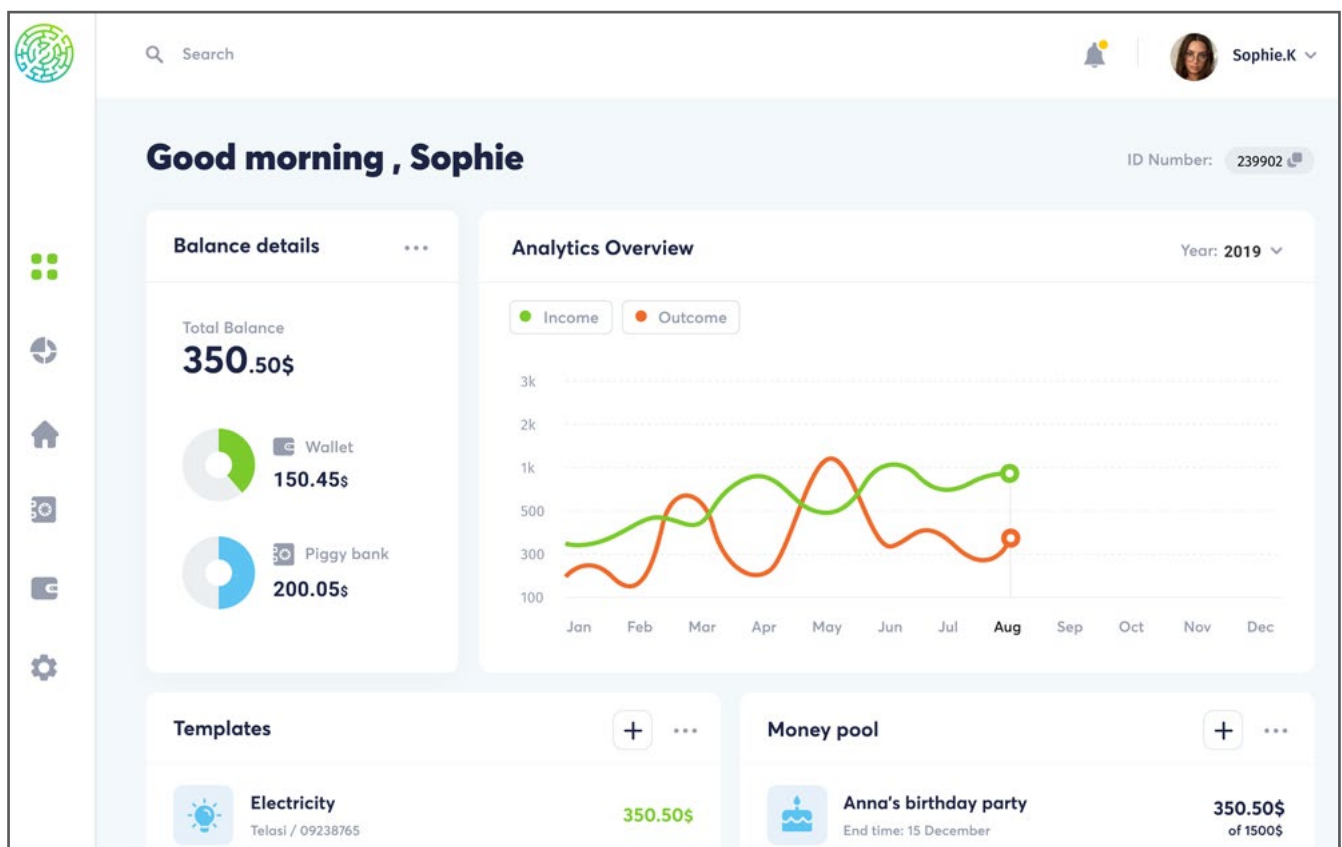 Search
Sophie.K
Good morning , Sophie
ID Number: 239902
Balance details
Total Balance
350.50$
Wallet
150.45$
Piggy bank
200.05$
Analytics Overview
Year: 2019
Income Outcome
3k
2k
1k
500
300
100
Jan Feb Mar Apr May Jun Jul Aug Sep Oct Nov Dec
Templates
Electricity
Telasi / 09238765
350.50$
Money pool
Anna's birthday party
End time: 15 December
350.50$
of 1500$